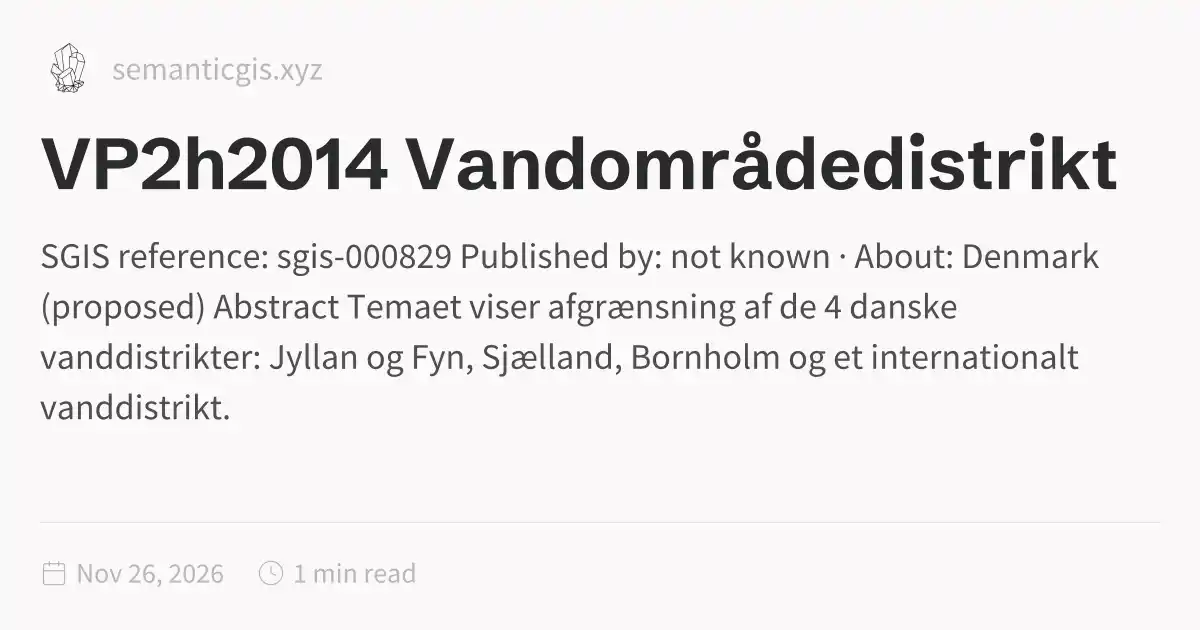 semanticgis.xyz
VP2h2014 Vandområdedistrikt
SGIS reference: sgis-000829 Published by: not known · About: Denmark
(proposed) Abstract Temaet viser afgrænsning af de 4 danske
vanddistrikter: Jyllan og Fyn, Sjælland, Bornholm og et internationalt
vanddistrikt.
Nov 26, 2026 1 min read